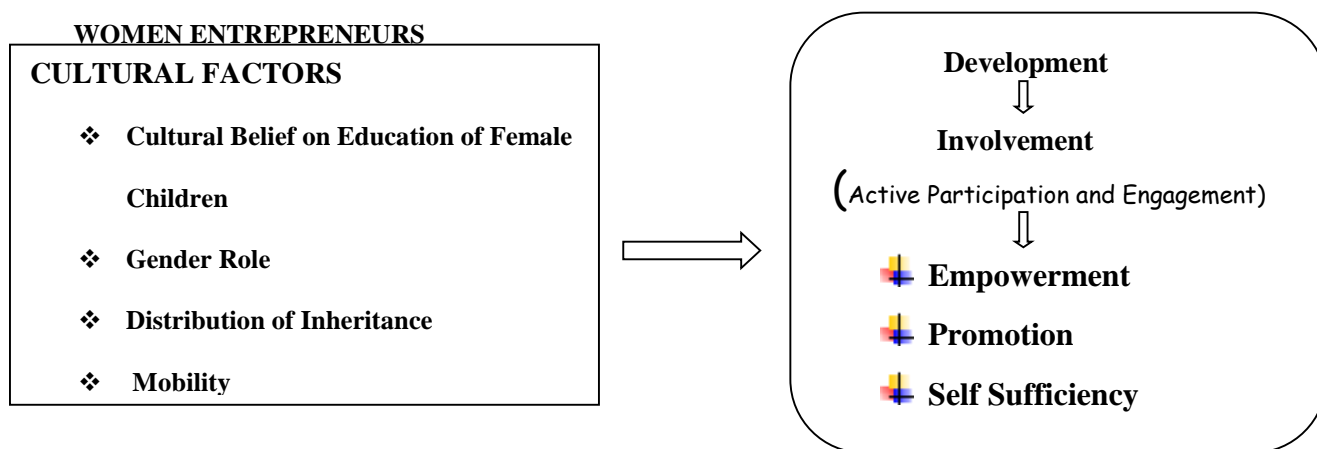 WOMEN ENTREPRENEURS
CULTURAL FACTORS
❖ Cultural Belief on Education of Female
Children
❖ Gender Role
❖ Distribution of Inheritance
❖ Mobility
Development
Involvement
(Active Participation and Engagement)
Empowerment
Promotion
Self Sufficiency